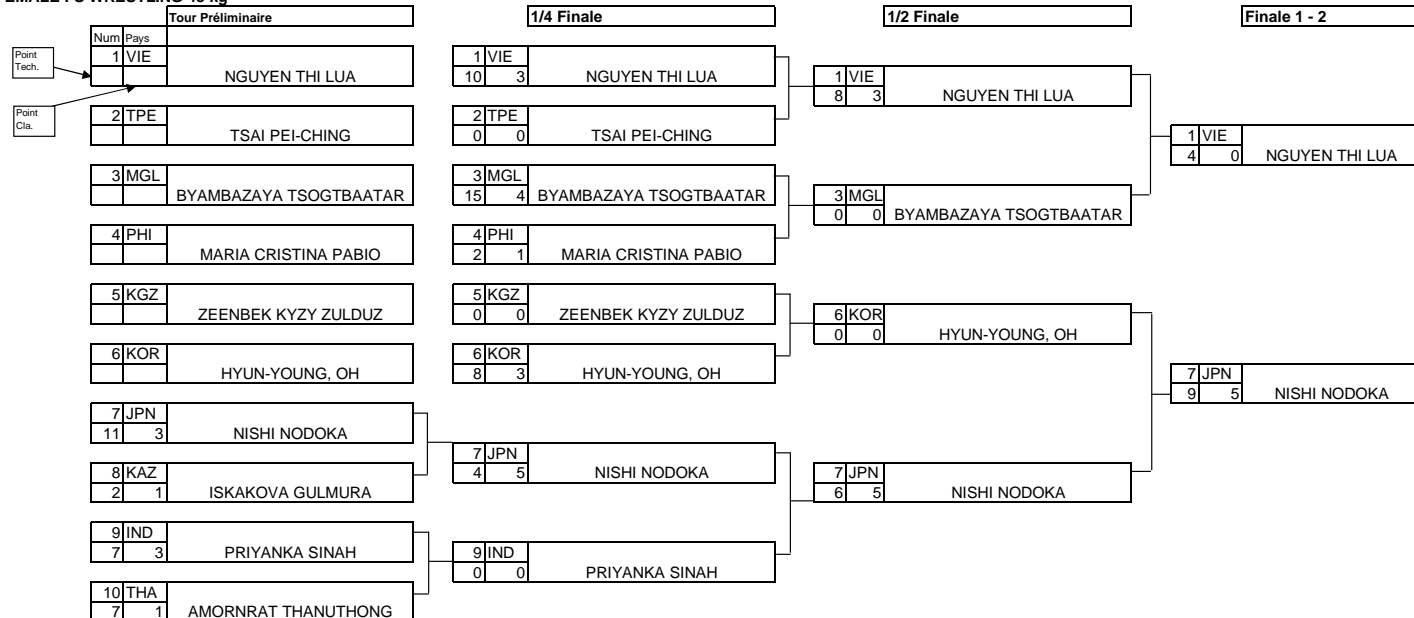 EMALE FS WRESTLING 48 kg
Tour Préliminaire 1/4 Finale 1/2 Finale Finale 1 - 2
Num Pays
Point Tech.
Point Cla.
1 VIE
NGUYEN THI LUA
2 TPE
TSAI PEI-CHING
3 MGL
BYAMBAZAYA TSOGTBAATAR
4 PHI
MARIA CRISTINA PABIO
5 KGZ
ZEENBEK KYZY ZULDUZ
6 KOR
HYUN-YOUNG, OH
7 JPN
11 3 NISHI NODOKA
8 KAZ
2 1 ISKAKOVA GULMURA
9 IND
7 3 PRIYANKA SINAH
10 THA
7 1 AMORNRAT THANUTHONG
1 VIE
10 3 NGUYEN THI LUA
2 TPE
0 0 TSAI PEI-CHING
3 MGL
15 4 BYAMBAZAYA TSOGTBAATAR
4 PHI
2 1 MARIA CRISTINA PABIO
5 KGZ
0 0 ZEENBEK KYZY ZULDUZ
6 KOR
8 3 HYUN-YOUNG, OH
7 JPN
4 5 NISHI NODOKA
9 IND
0 0 PRIYANKA SINAH
1 VIE
8 3 NGUYEN THI LUA
3 MGL
0 0 BYAMBAZAYA TSOGTBAATAR
6 KOR
0 0 HYUN-YOUNG, OH
7 JPN
6 5 NISHI NODOKA
1 VIE
4 0 NGUYEN THI LUA
7 JPN
9 5 NISHI NODOKA